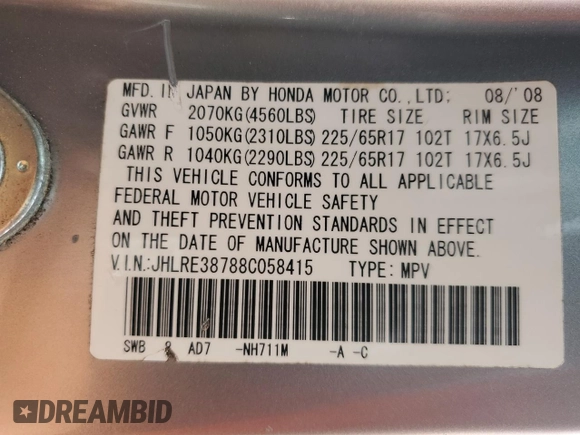 MFD. IN JAPAN BY HONDA MOTOR CO.,LTD: 08/'08
GVWR 2070KG(4560LBS) TIRE SIZE RIM SIZE
GAWR F 1050KG(2310LBS) 225/65R17 102T 17X6.5J
GAWR R 1040KG(2290LBS) 225/65R17 102T 17X6.5J
THIS VEHICLE CONFORMS TO ALL APPLICABLE
FEDERAL MOTOR VEHICLE SAFETY
AND THEFT PREVENTION STANDARDS IN EFFECT
ON THE DATE OF MANUFACTURE SHOWN ABOVE.
V.I.N.:JHLRE38788C058415 TYPE: MPV
SWB AD7 -NH711M -A -C
DREAMBID